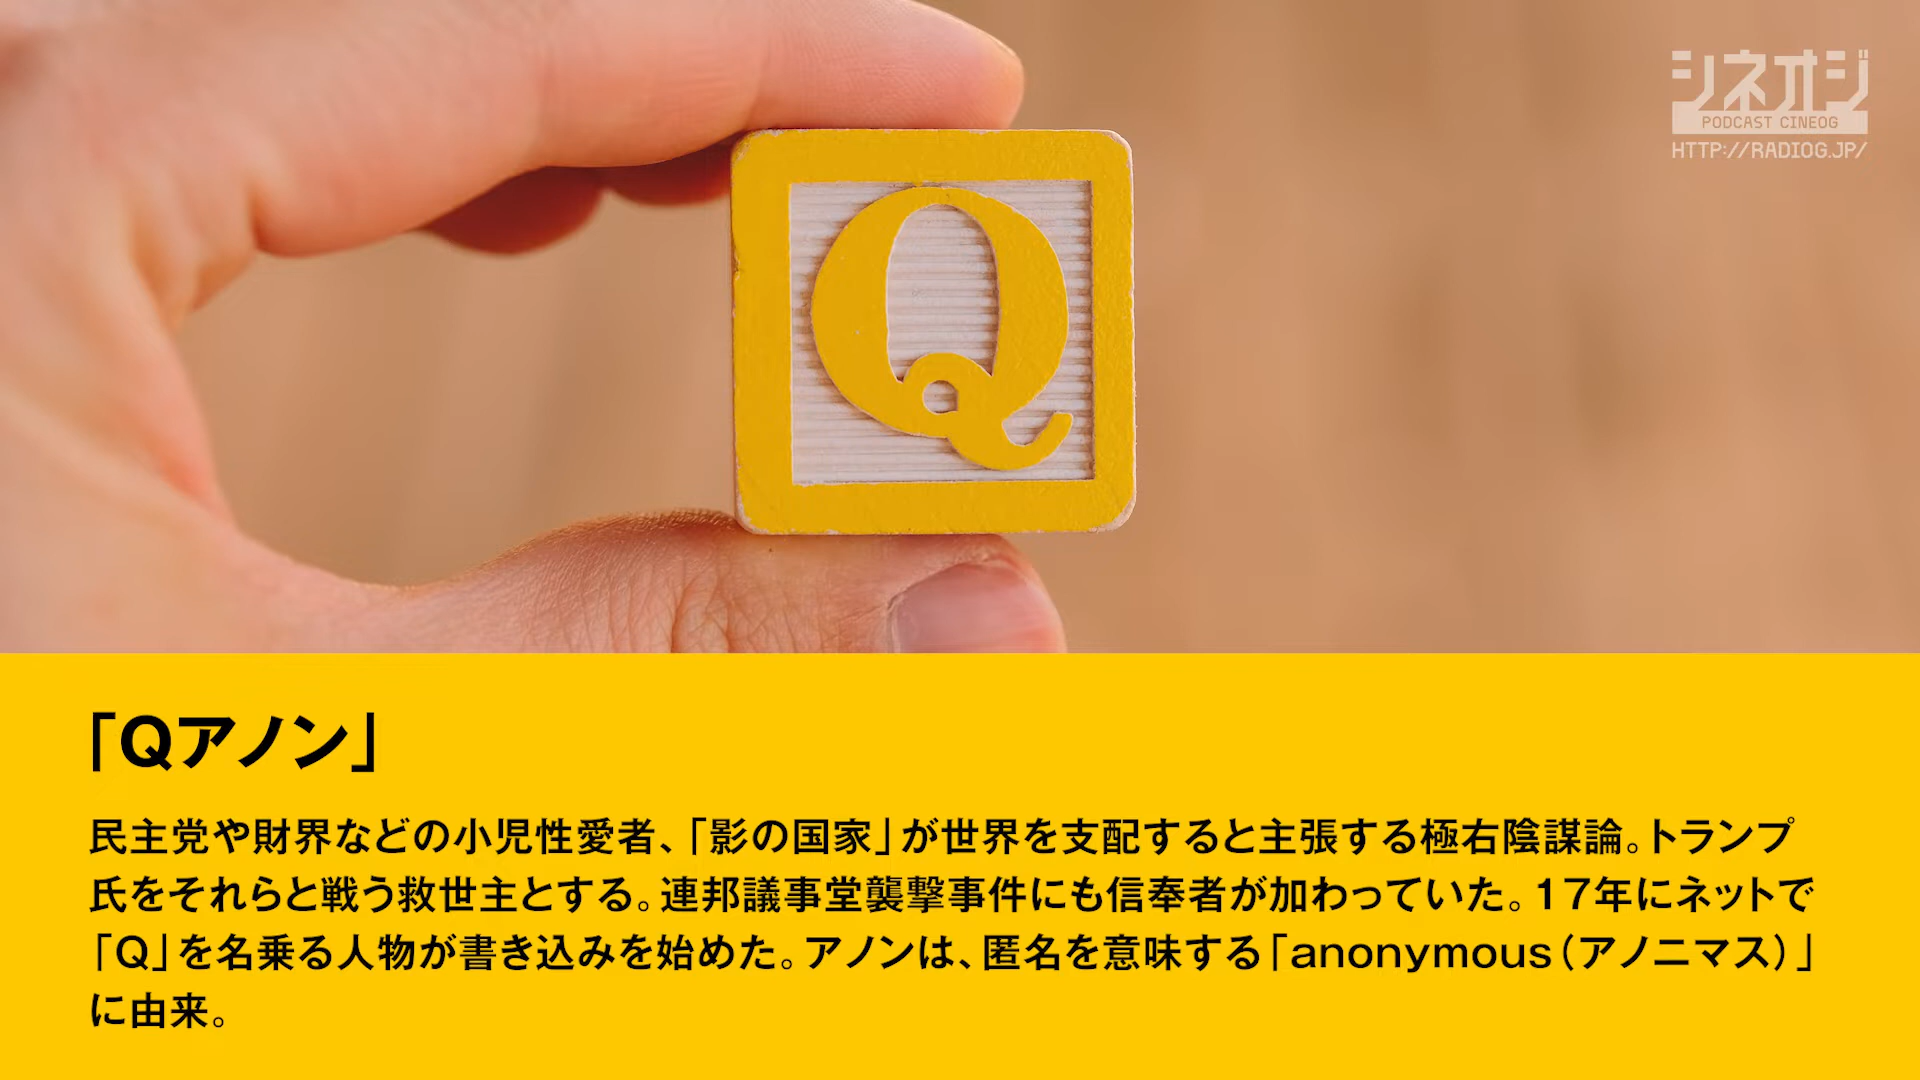 シネオジ
PODCAST CINEOG
HTTP://RADIOG.JP/
Q
「Qアノン」
民主党や財界などの小児性愛者、「影の国家」が世界を支配すると主張する極右陰謀論。トランプ
氏をそれらと戦う救世主とする。連邦議事堂襲撃事件にも信奉者が加わっていた。17年にネットで
「Q」を名乗る人物が書き込みを始めた。アノンは、匿名を意味する「anonymous（アノニマス）」
に由来。